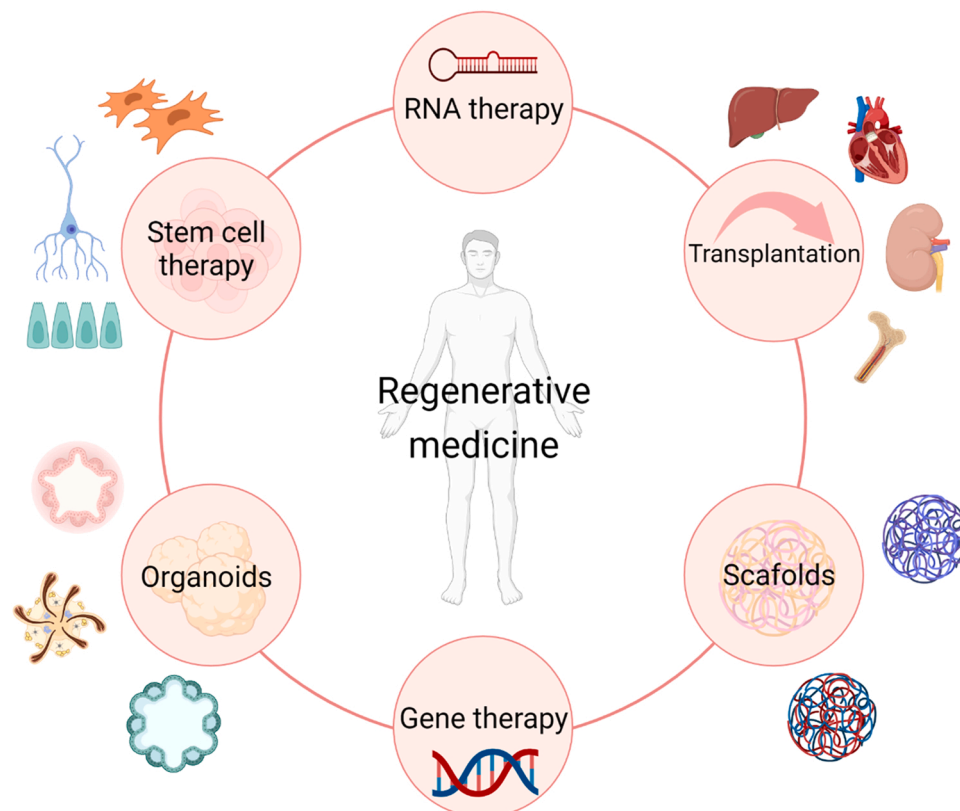 RNA therapy
Stem cell
therapy
Transplantation
Regenerative
medicine
Organoids
Scafolds
Gene therapy